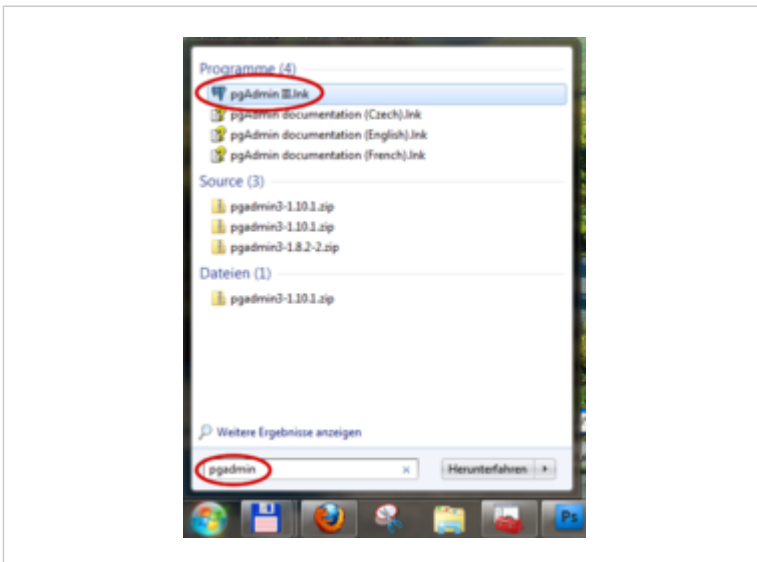 Programme (4)
pgAdmin III.lnk
pgAdmin documentation (Czech).lnk
pgAdmin documentation (English).lnk
pgAdmin documentation (French).lnk
Source (3)
pgadmin3-1.10.1.zip
pgadmin3-1.10.1.zip
pgadmin3-1.8.2-2.zip
Dateien (1)
pgadmin3-1.10.1.zip
Weitere Ergebnisse anzeigen
pgadmin
Herunterfahren
Ps